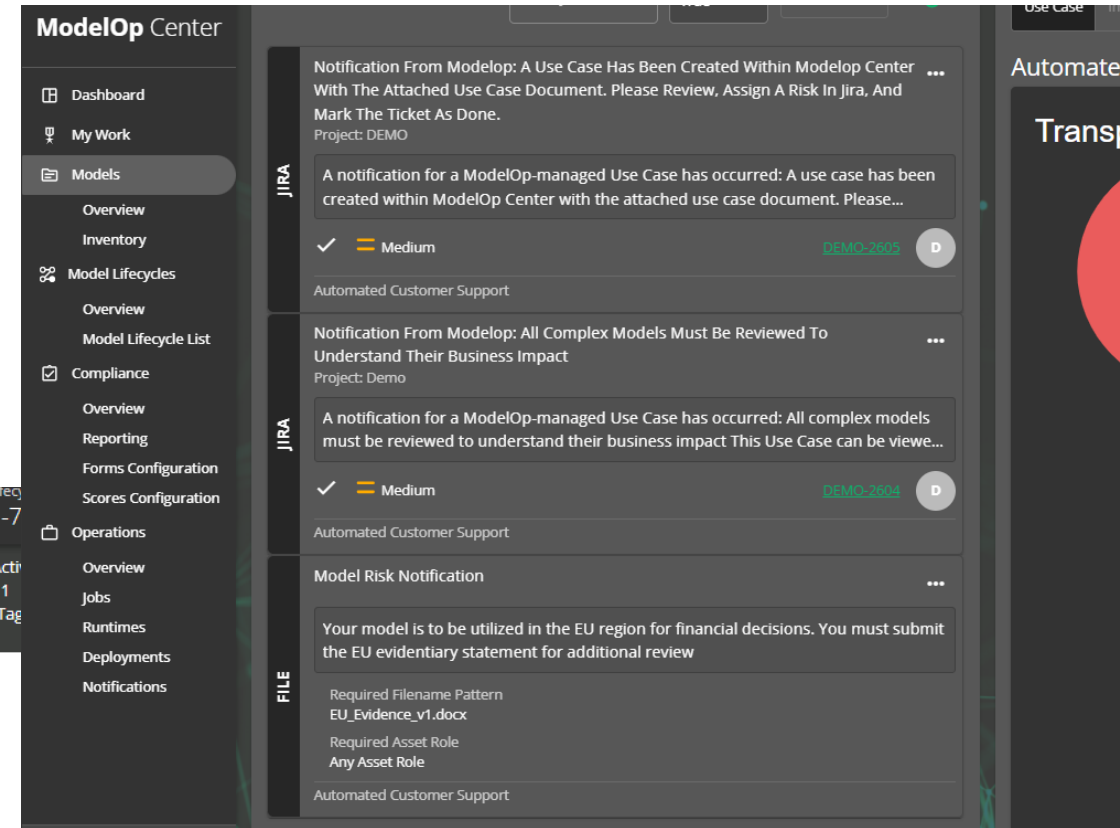 ModelOp Center
Dashboard
My Work
Models
Overview
Inventory
Model Lifecycles
Overview
Model Lifecycle List
Compliance
Overview
Reporting
Forms Configuration
Scores Configuration
Operations
Overview
Jobs
Runtimes
Deployments
Notifications
-7
1
JIRA
Notification From Modelop: A Use Case Has Been Created Within Modelop Center
With The Attached Use Case Document. Please Review, Assign A Risk In Jira, And
Mark The Ticket As Done.
Project: DEMO
A notification for a ModelOp-managed Use Case has occurred: A use case has been
created within ModelOp Center with the attached use case document. Please...
Medium
DEMO-2605
D
Automated Customer Support
JIRA
Notification From Modelop: All Complex Models Must Be Reviewed To
Understand Their Business Impact
Project: Demo
A notification for a ModelOp-managed Use Case has occurred: All complex models
must be reviewed to understand their business impact This Use Case can be viewe...
Medium
DEMO-2604
D
Automated Customer Support
FILE
Model Risk Notification
Your model is to be utilized in the EU region for financial decisions. You must submit
the EU evidentiary statement for additional review
Required Filename Pattern
EU_Evidence_v1.docx
Required Asset Role
Any Asset Role
Automated Customer Support
Use Case
Automate
Transp